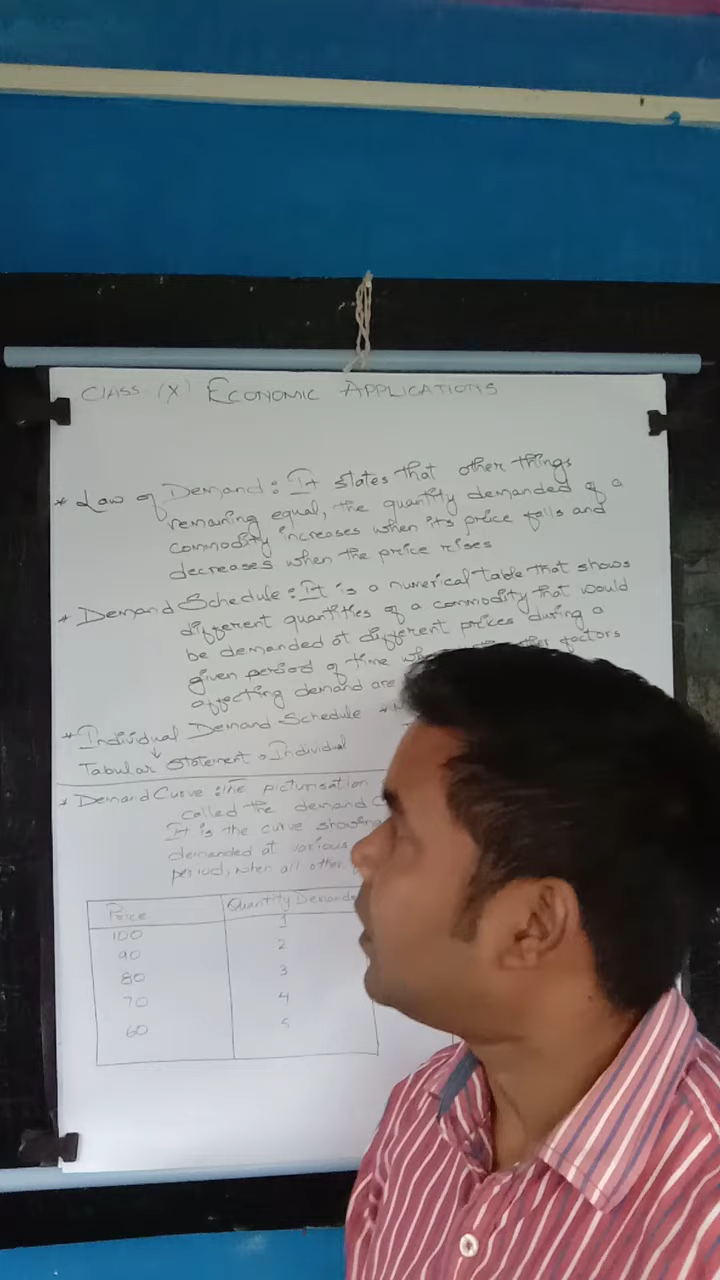 CLASS (X) ECONOMIC APPLICATIONS
* Law of Demand: It states that other things
remaining equal, the quantity demanded of a
commodity increases when its price falls and
decreases when the price rises
* Demand Schedule: It is a numerical table that shows
different quantities of a commodity that would
be demanded at different prices during a
given period of time factors
affecting demand are
* Individual Demand Schedule *
↓
Tabular statement
Individual
* Demand Curve: The picturisation
called the demand
It is the curve showing
demanded at various
period, when all other
Price Quantity Demanded
100 1
90 2
80 3
70 4
60 5